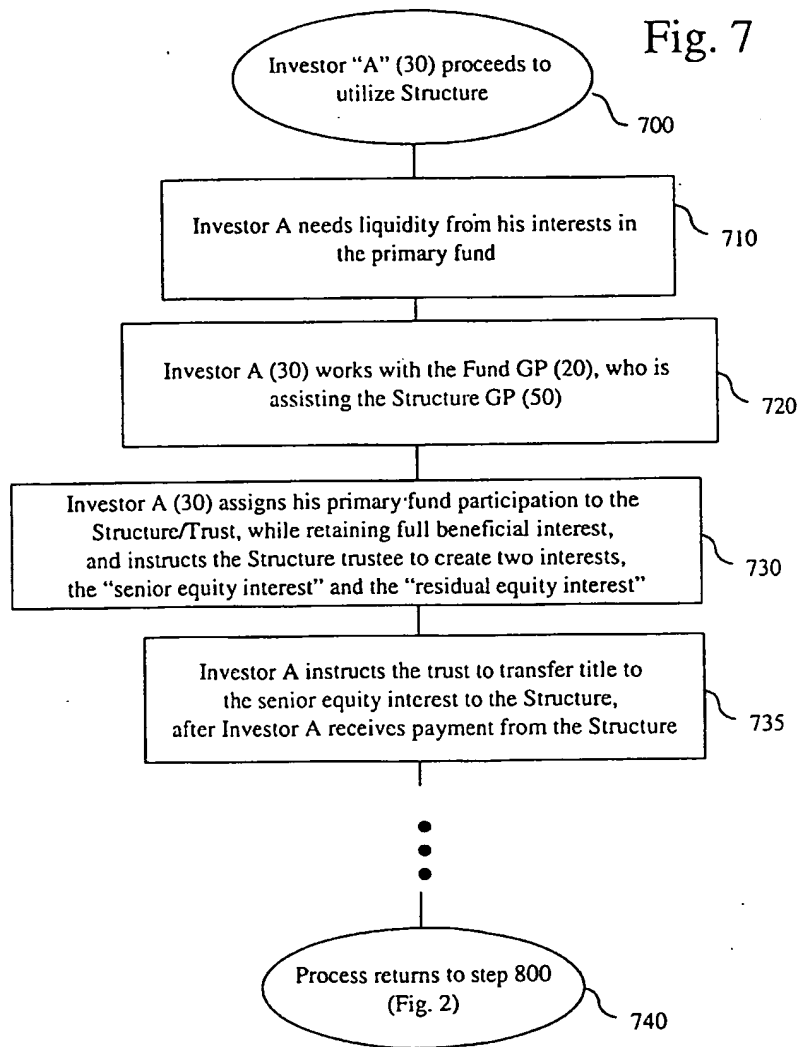 Fig. 7
Investor "A" (30) proceeds to
utilize Structure
700
Investor A needs liquidity from his interests in
the primary fund
710
Investor A (30) works with the Fund GP (20), who is
assisting the Structure GP (50)
720
Investor A (30) assigns his primary fund participation to the
Structure/Trust, while retaining full beneficial interest,
and instructs the Structure trustee to create two interests,
the "senior equity interest" and the "residual equity interest"
730
Investor A instructs the trust to transfer title to
the senior equity interest to the Structure,
after Investor A receives payment from the Structure
735
Process returns to step 800
(Fig. 2)
740